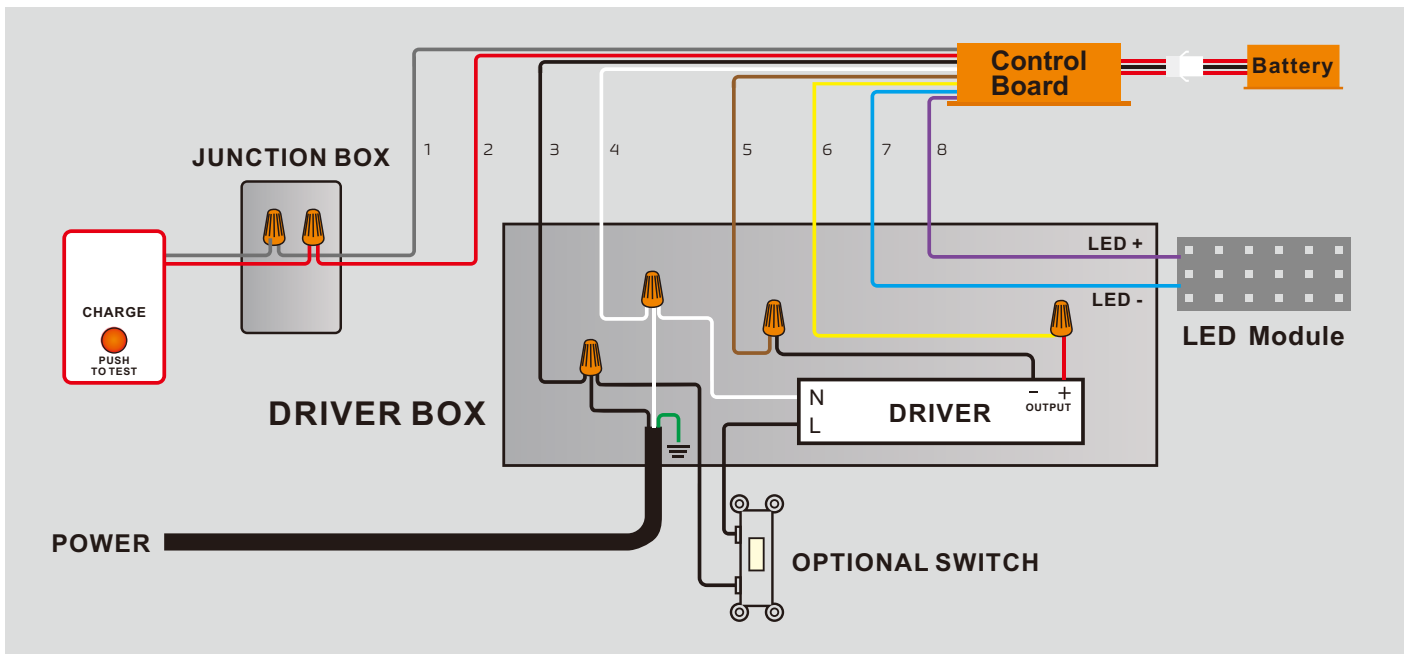 Control
Board
Battery
JUNCTION BOX
1
2
3
4
5
6
7
8
LED +
LED -
LED Module
CHARGE
PUSH
TO TEST
DRIVER BOX
N
L
DRIVER
- +
OUTPUT
POWER
OPTIONAL SWITCH